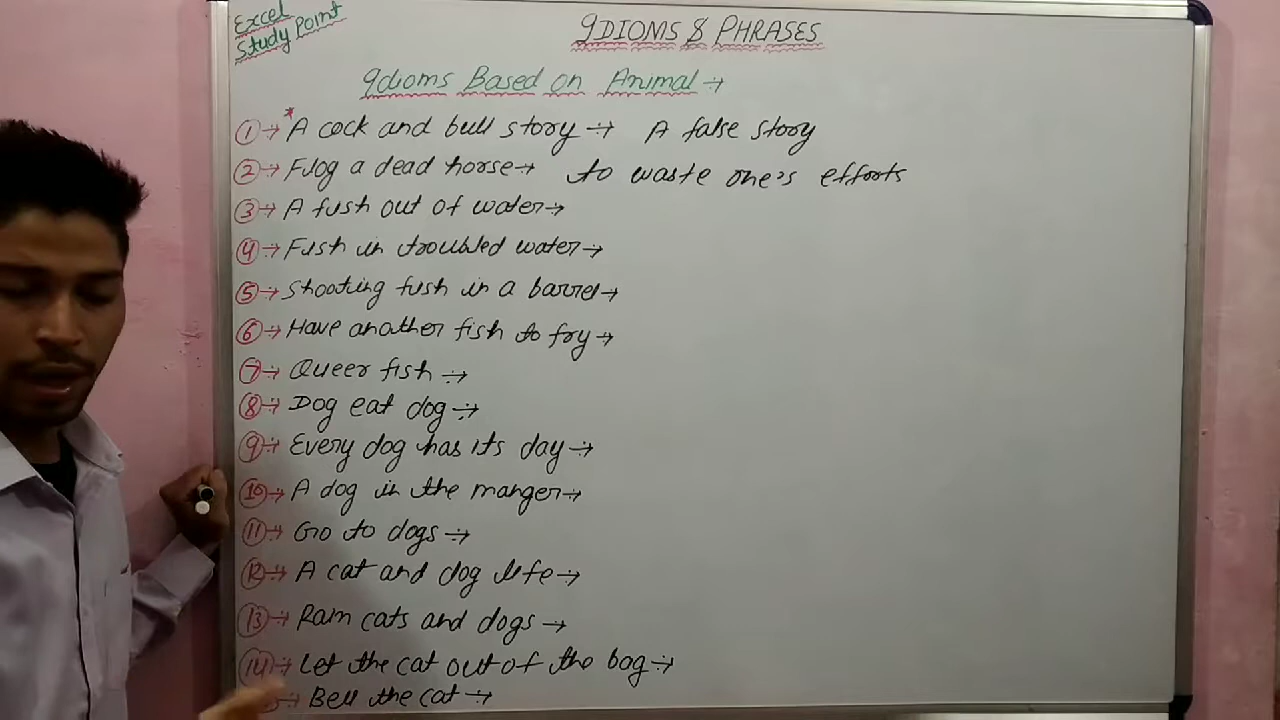 Excel
Study Point
IDIOMS & PHRASES
Idioms Based on Animal →
① → * A cock and bull story → A false story
② → Flog a dead horse → to waste one's efforts
③ → A fish out of water →
④ → Fish in troubled water →
⑤ → Shooting fish in a barrel →
⑥ → Have another fish to fry →
⑦ → Queer fish →
⑧ → Dog eat dog →
⑨ → Every dog has its day →
⑩ → A dog in the manger →
⑪ → Go to dogs →
⑫ → A cat and dog life →
⑬ → Rain cats and dogs →
⑭ → Let the cat out of the bag →
Bell the cat →